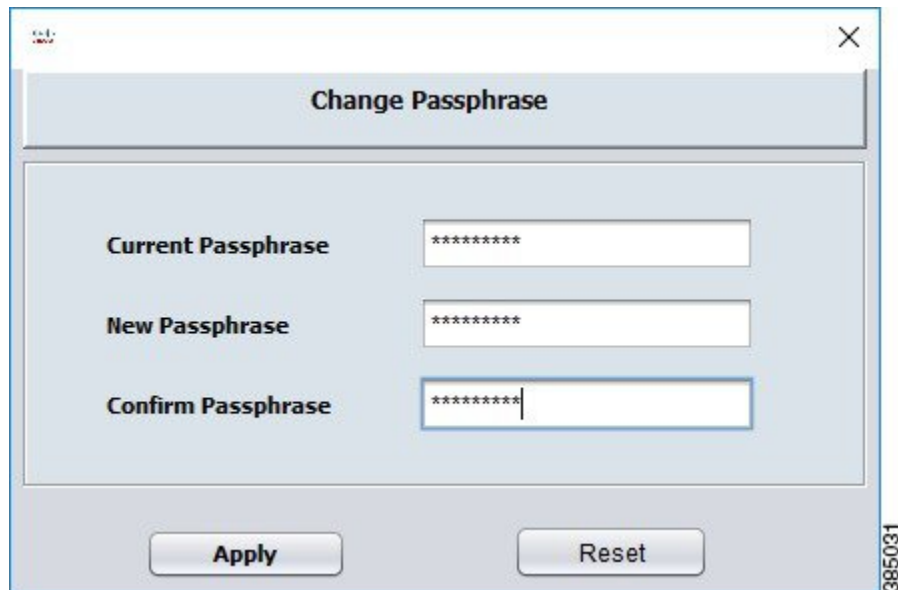 Change Passphrase
Current Passphrase *********
New Passphrase *********
Confirm Passphrase *********
Apply Reset
385031